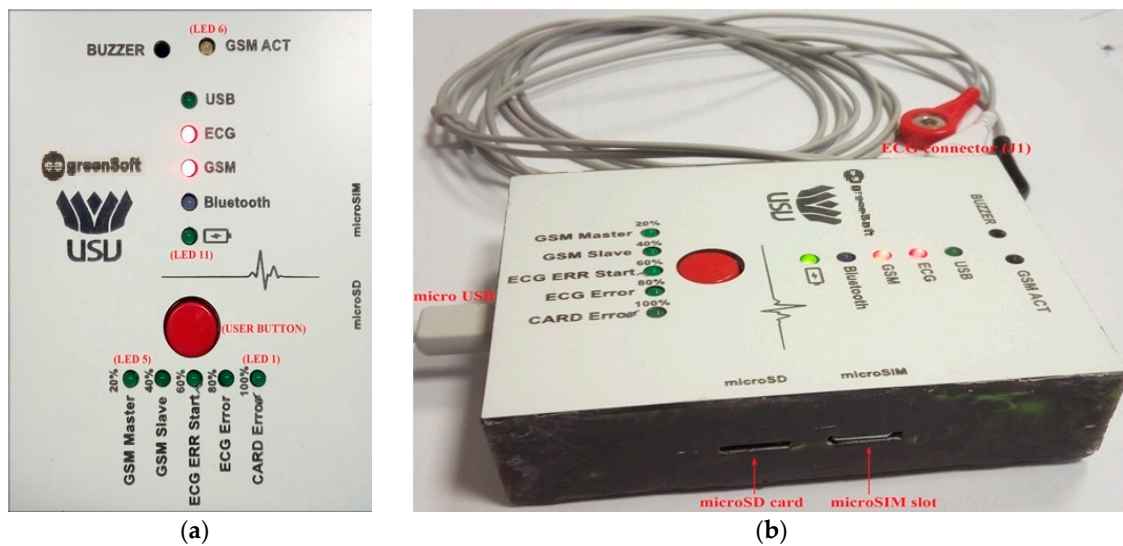 (LED 6)
BUZZER
GSM ACT
USB
ECG
greenSoft
GSM
USV
Bluetooth
microSIM
(LED 11)
microSD
(USER BUTTON)
(LED 5)
(LED 1)
20%
40%
60%
80%
100%
GSM Master
GSM Slave
ECG ERR Start
ECG Error
CARD Error
(a)
ECG connector (J1)
greenSoft
USV
BUZZER
GSM ACT
20%
GSM Master
40%
GSM Slave
60%
ECG ERR Start
80%
ECG Error
100%
CARD Error
micro USB
Bluetooth
GSM
ECG
USB
microSD
microSIM
microSD card
microSIM slot
(b)